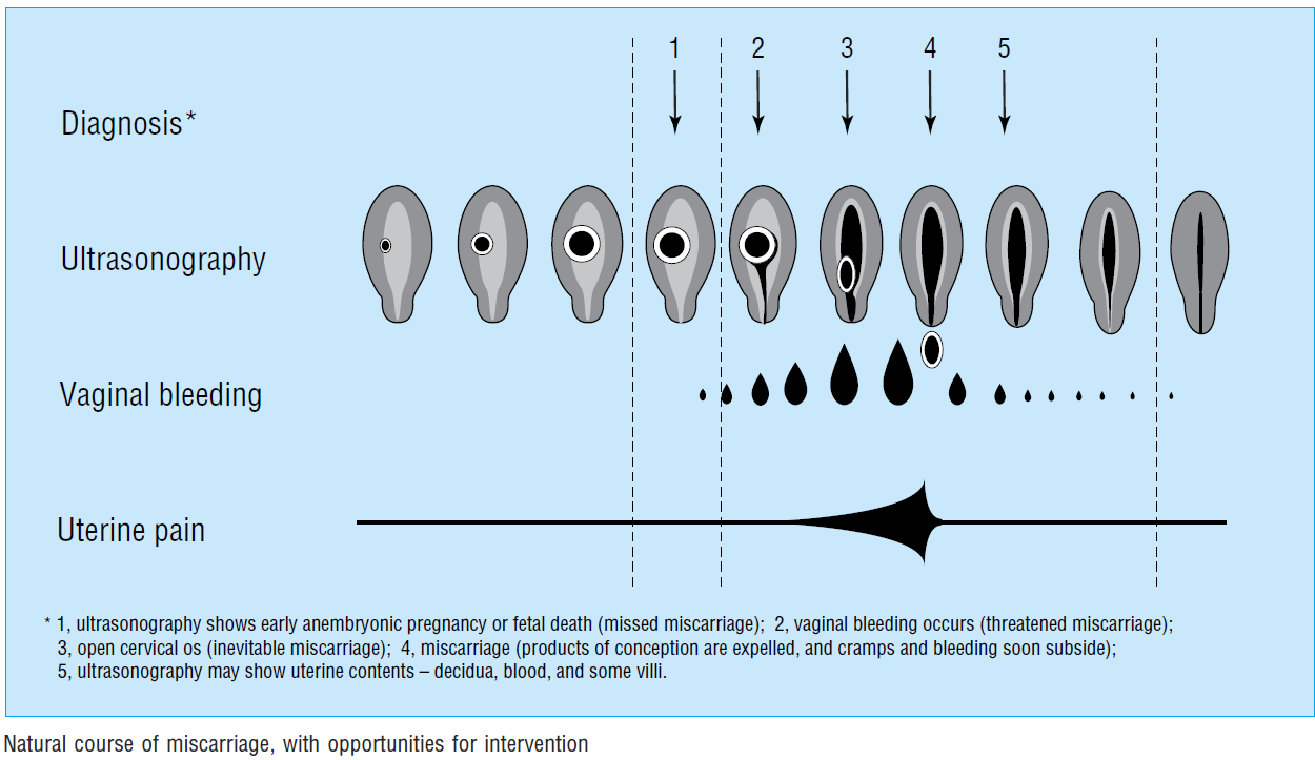 1 2 3 4 5
Diagnosis*
Ultrasonography
Vaginal bleeding
Uterine pain
* 1, ultrasonography shows early anembryonic pregnancy or fetal death (missed miscarriage); 2, vaginal bleeding occurs (threatened miscarriage);
3, open cervical os (inevitable miscarriage); 4, miscarriage (products of conception are expelled, and cramps and bleeding soon subside);
5, ultrasonography may show uterine contents – decidua, blood, and some villi.
Natural course of miscarriage, with opportunities for intervention